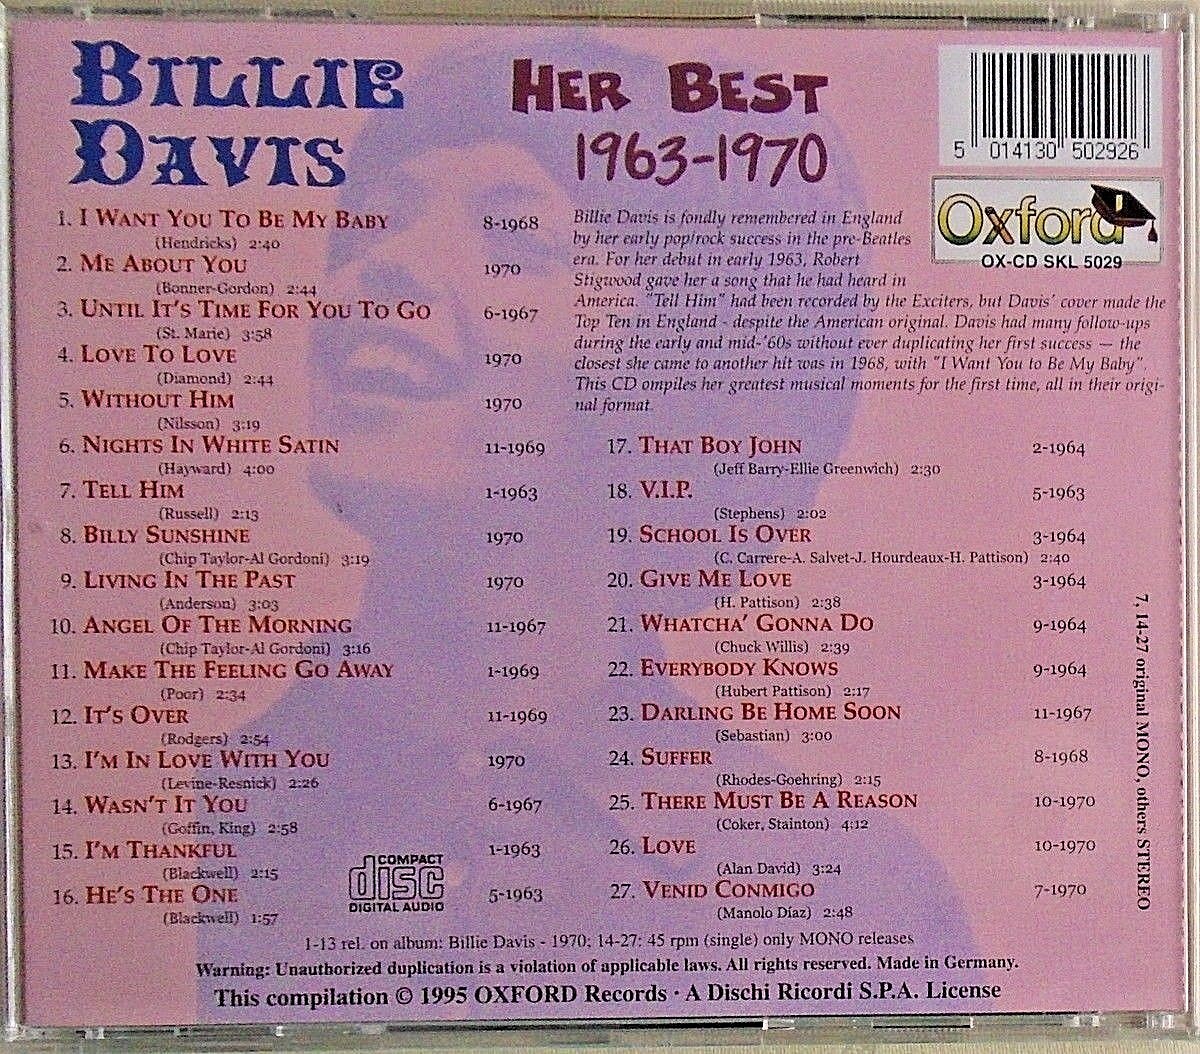 BILLIE
DAVIS
HER BEST
1963-1970
5 014130 502926
Oxford
OX-CD SKL 5029
Billie Davis is fondly remembered in England
by her early pop/rock success in the pre-Beatles
era. For her debut in early 1963, Robert
Stigwood gave her a song that he had heard in
America. "Tell Him" had been recorded by the Exciters, but Davis' cover made the
Top Ten in England - despite the American original. Davis had many follow-ups
during the early and mid-'60s without ever duplicating her first success — the
closest she came to another hit was in 1968, with "I Want You to Be My Baby".
This CD ompiles her greatest musical moments for the first time, all in their origi-
nal format.
1. I WANT YOU TO BE MY BABY 8-1968
(Hendricks) 2:40
2. ME ABOUT YOU 1970
(Bonner-Gordon) 2:44
3. UNTIL IT'S TIME FOR YOU TO GO 6-1967
(St. Marie) 3:58
4. LOVE TO LOVE 1970
(Diamond) 2:44
5. WITHOUT HIM 1970
(Nilsson) 3:19
6. NIGHTS IN WHITE SATIN 11-1969
(Hayward) 4:00
7. TELL HIM 1-1963
(Russell) 2:13
8. BILLY SUNSHINE 1970
(Chip Taylor-Al Gordoni) 3:19
9. LIVING IN THE PAST 1970
(Anderson) 3:03
10. ANGEL OF THE MORNING 11-1967
(Chip Taylor-Al Gordoni) 3:16
11. MAKE THE FEELING GO AWAY 1-1969
(Poor) 2:34
12. IT'S OVER 11-1969
(Rodgers) 2:54
13. I'M IN LOVE WITH YOU 1970
(Levine-Resnick) 2:26
14. WASN'T IT YOU 6-1967
(Goffin, King) 2:58
15. I'M THANKFUL 1-1963
(Blackwell) 2:15
16. HE'S THE ONE 5-1963
(Blackwell) 1:57
COMPACT
disc
DIGITAL AUDIO
17. THAT BOY JOHN 2-1964
(Jeff Barry-Ellie Greenwich) 2:30
18. V.I.P. 5-1963
(Stephens) 2:02
19. SCHOOL IS OVER 3-1964
(C. Carrere-A. Salvet-J. Hourdeaux-H. Pattison) 2:40
20. GIVE ME LOVE 3-1964
(H. Pattison) 2:38
21. WHATCHA' GONNA DO 9-1964
(Chuck Willis) 2:39
22. EVERYBODY KNOWS 9-1964
(Hubert Pattison) 2:17
23. DARLING BE HOME SOON 11-1967
(Sebastian) 3:00
24. SUFFER 8-1968
(Rhodes-Goehring) 2:15
25. THERE MUST BE A REASON 10-1970
(Coker, Stainton) 4:12
26. LOVE 10-1970
(Alan David) 3:24
27. VENID CONMIGO 7-1970
(Manolo Díaz) 2:48
7, 14-27 original MONO, others STEREO
1-13 rel. on album: Billie Davis - 1970; 14-27: 45 rpm (single) only MONO releases
Warning: Unauthorized duplication is a violation of applicable laws. All rights reserved. Made in Germany.
This compilation © 1995 OXFORD Records · A Dischi Ricordi S.P.A. License